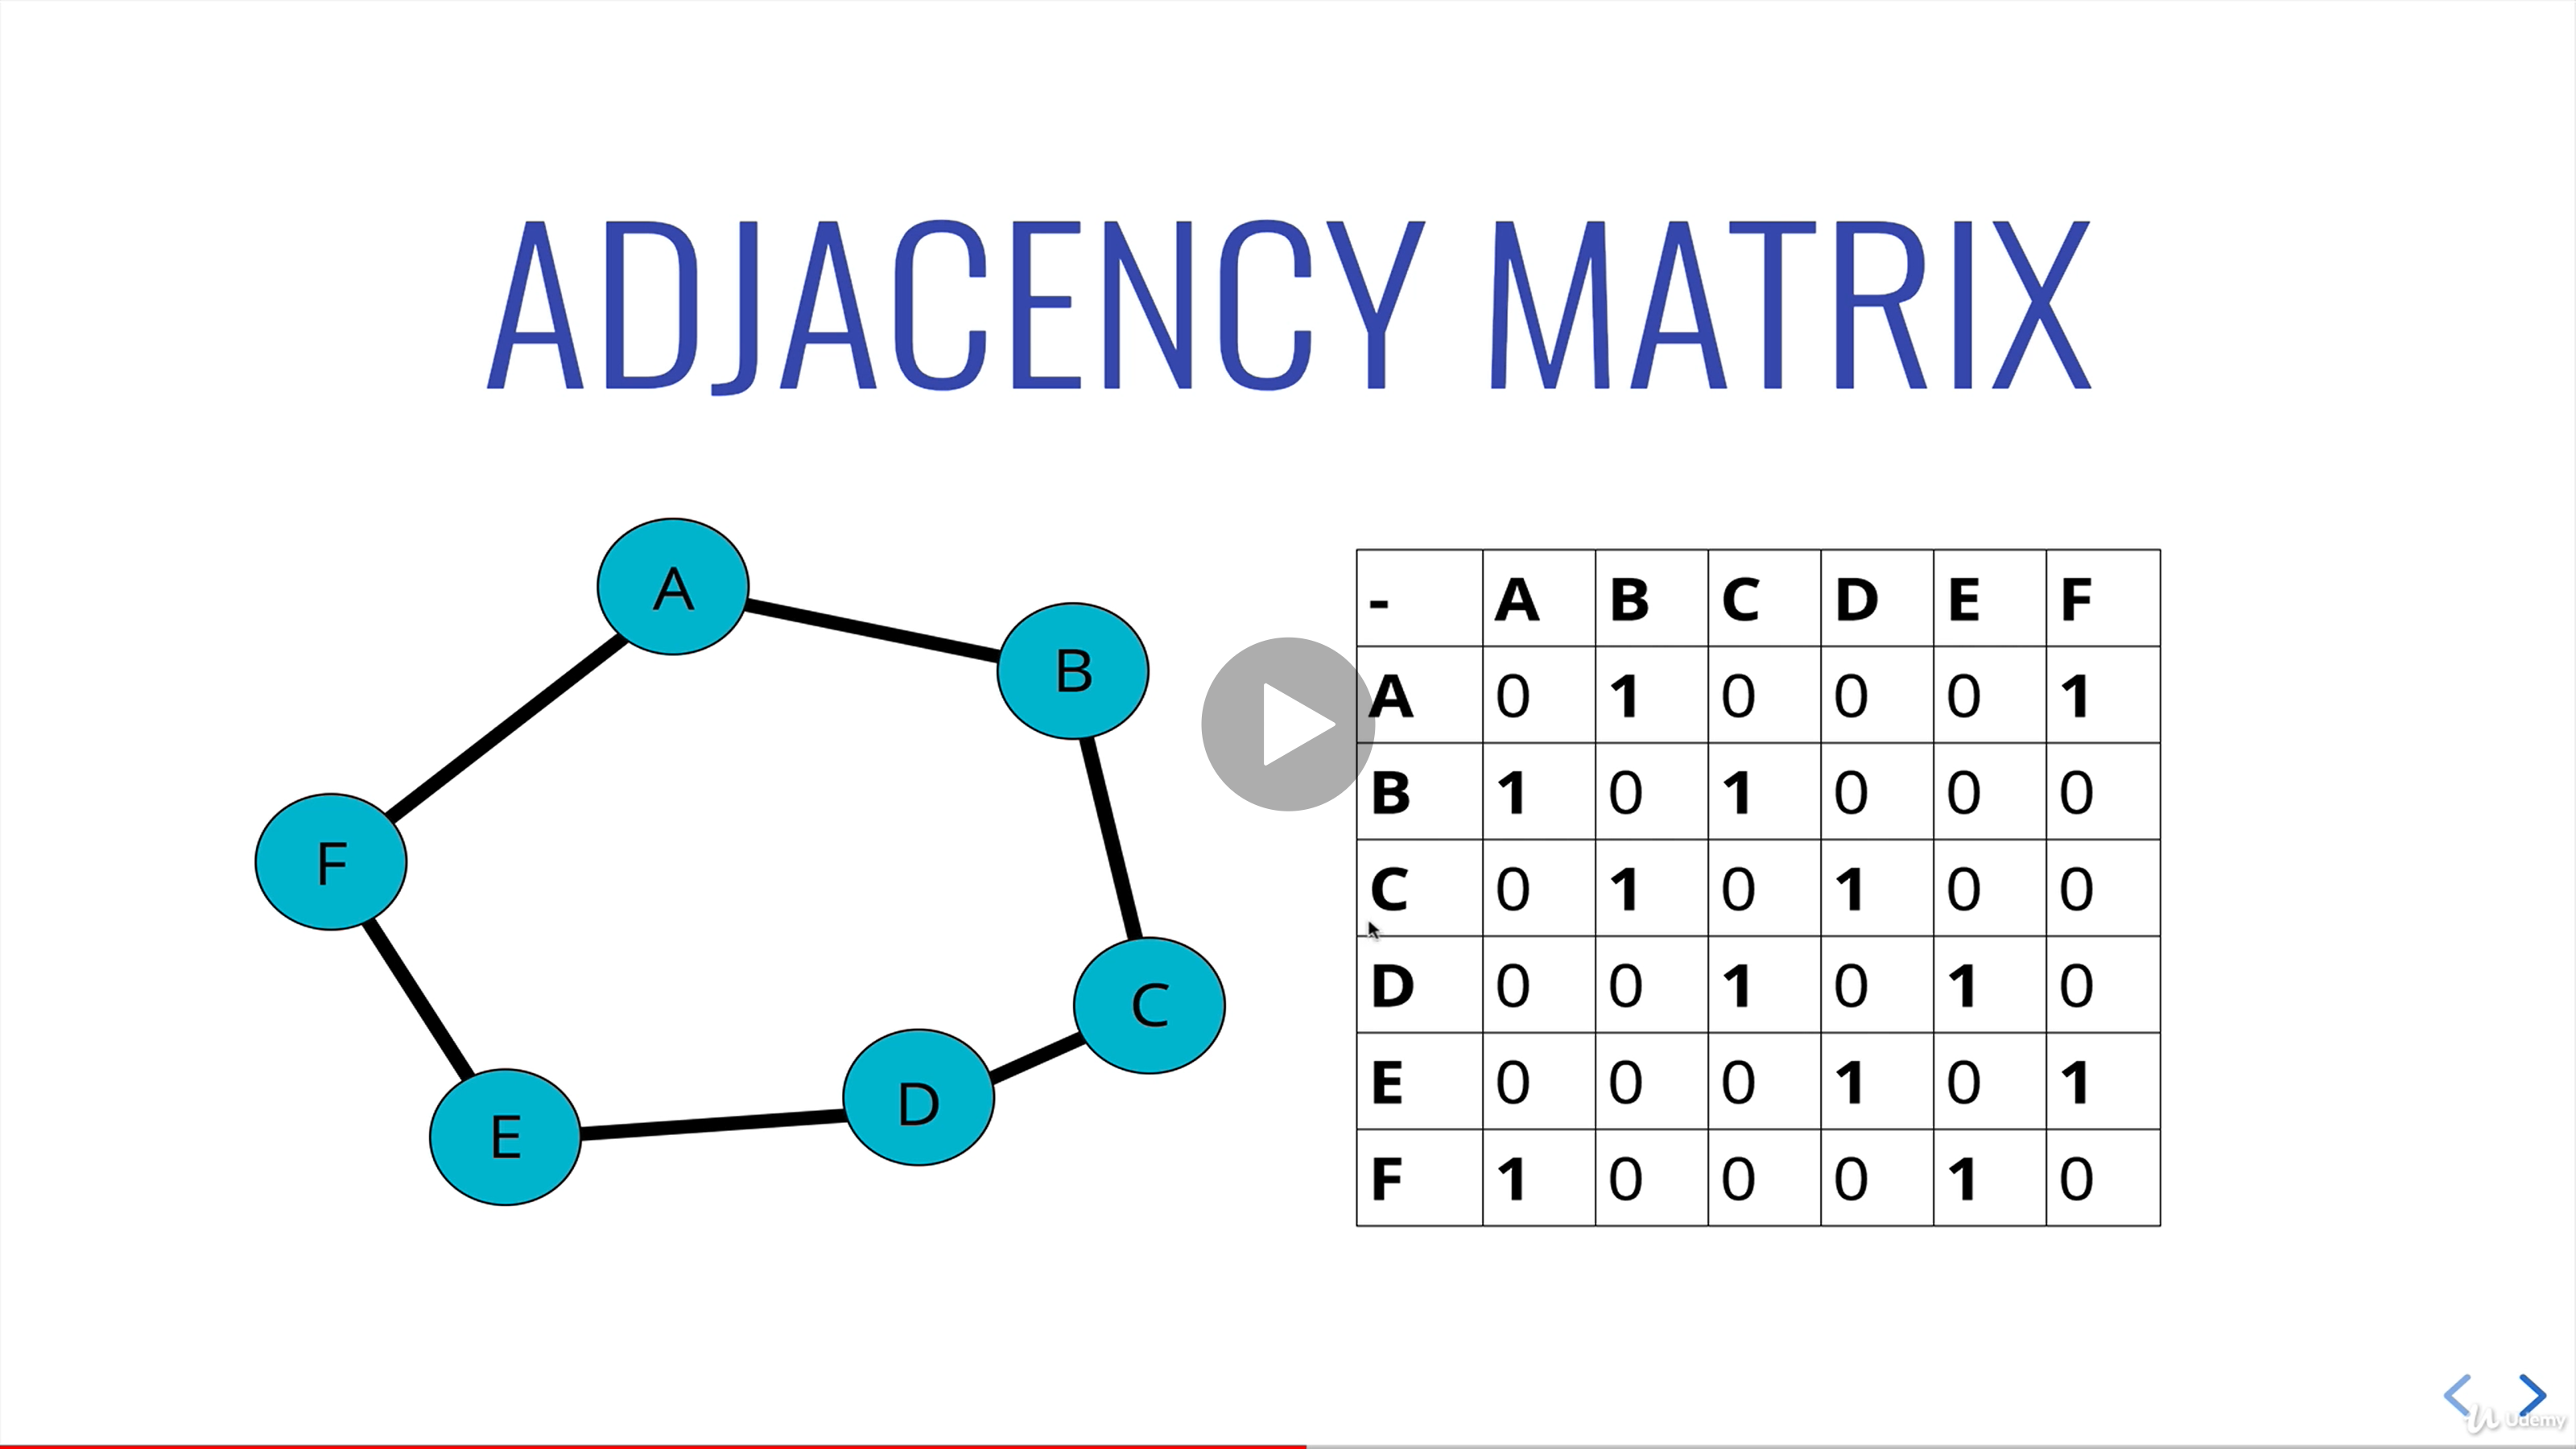 ADJACENCY MATRIX
A
B
F
C
D
E
- A B C D E F
A 0 1 0 0 0 1
B 1 0 1 0 0 0
C 0 1 0 1 0 0
D 0 0 1 0 1 0
E 0 0 0 1 0 1
F 1 0 0 0 1 0
Udemy